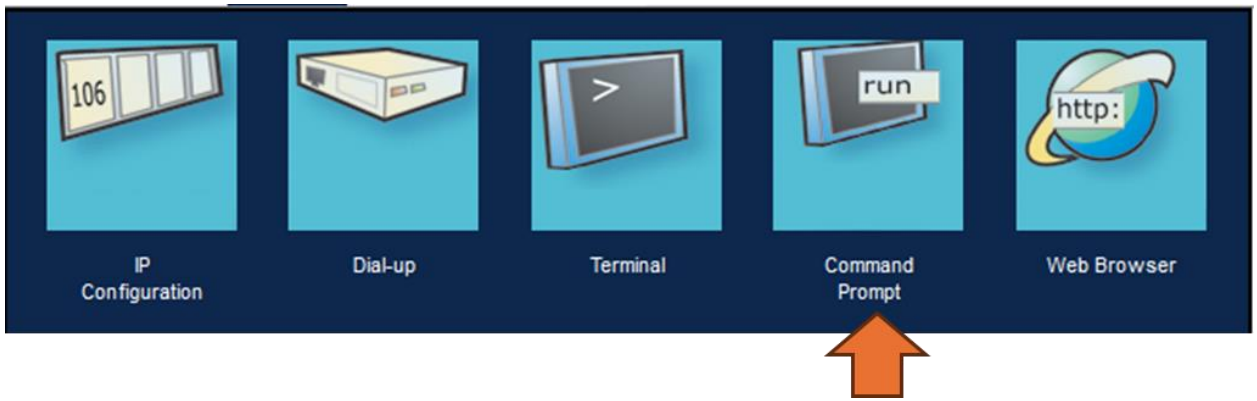 106
>
run
http:
IP
Configuration
Dial-up
Terminal
Command
Prompt
Web Browser